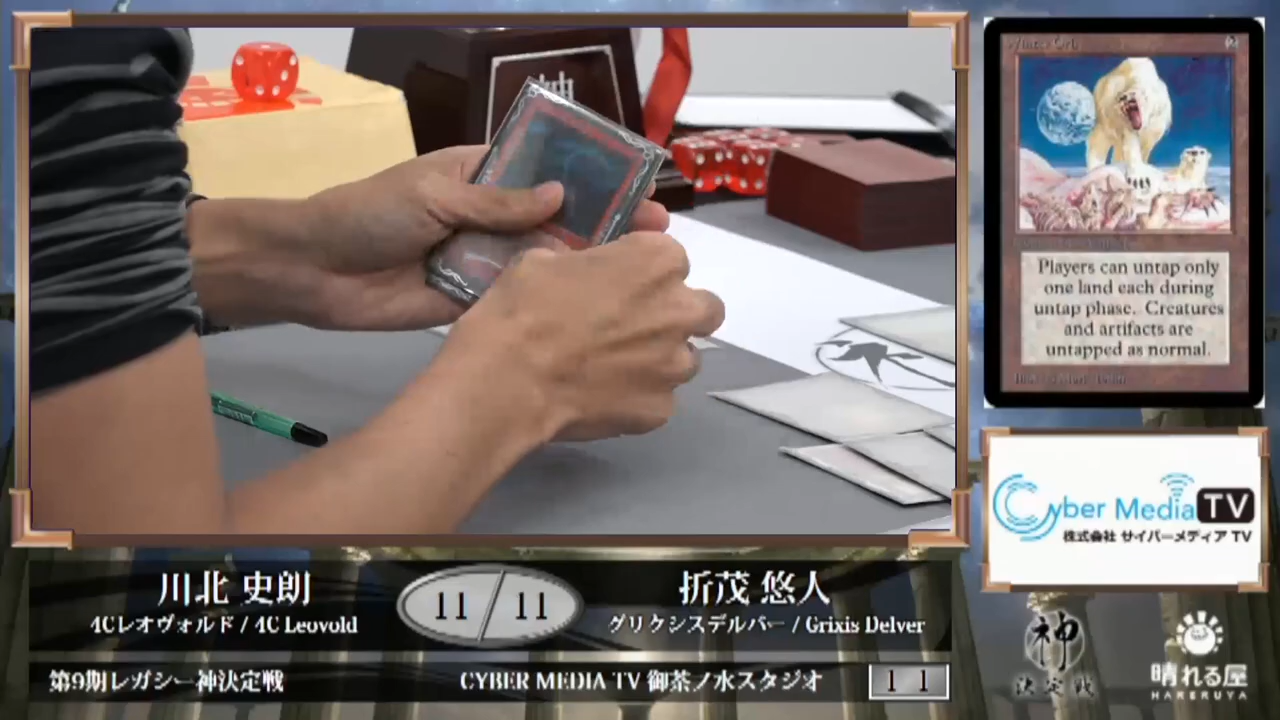 神
Winter Orb
Players can untap only
one land each during
untap phase. Creatures
and artifacts are
untapped as normal.
Cyber Media TV
株式会社 サイバーメディア TV
川北 史朗
4Cレオヴォルド / 4C Leovold
11 / 11
折茂 悠人
グリクシスデルバー / Grixis Delver
第9期レガシー神決定戦
CYBER MEDIA TV 御茶ノ水スタジオ
1 1
神
決定戦
晴れる屋
HARERUYA